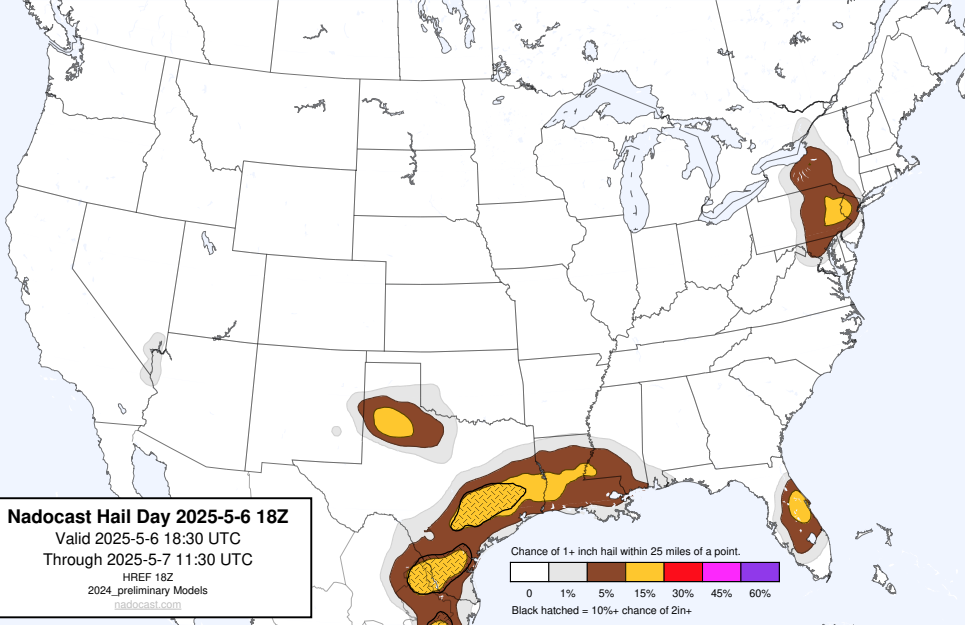 Nadocast Hail Day 2025-5-6 18Z
Valid 2025-5-6 18:30 UTC
Through 2025-5-7 11:30 UTC
HREF 18Z
2024_preliminary Models
nadocast.com
Chance of 1+ inch hail within 25 miles of a point.
0 1% 5% 15% 30% 45% 60%
Black hatched = 10%+ chance of 2in+